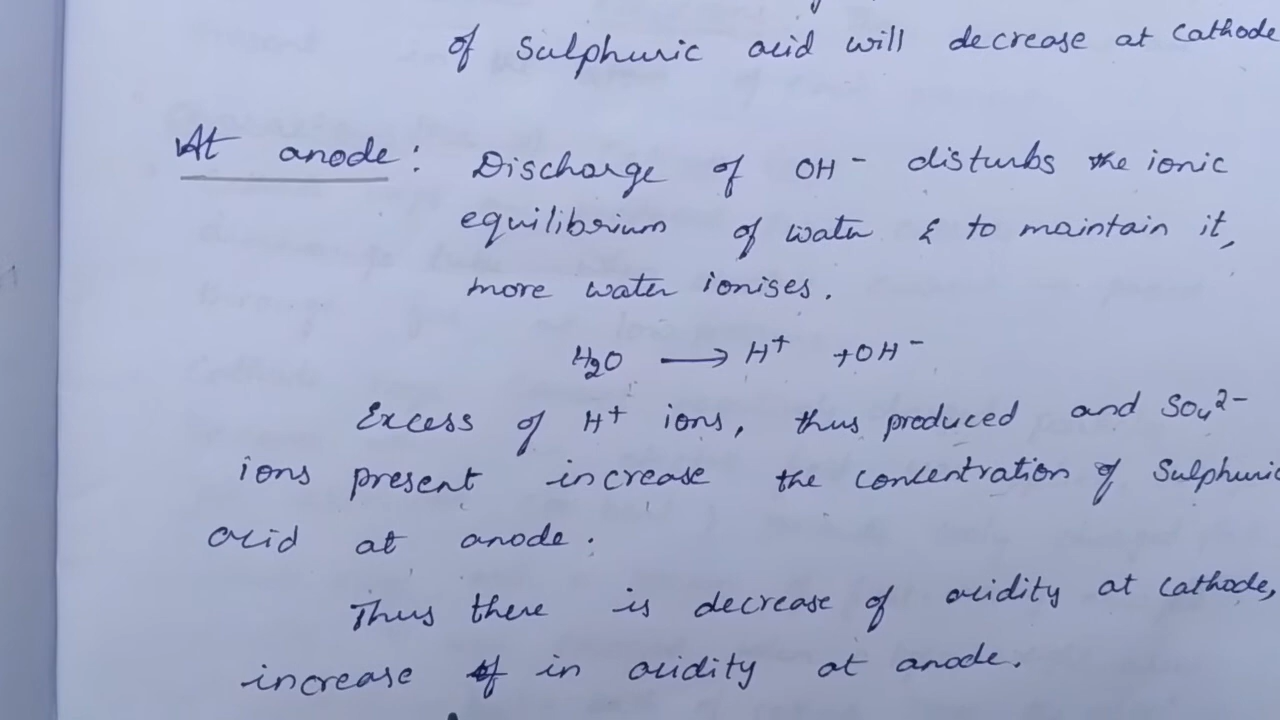 of Sulphuric acid will decrease at cathode
At anode: Discharge of OH⁻ disturbs the ionic
equilibrium of water & to maintain it,
more water ionises.
H₂O ⟶ H⁺ + OH⁻
Excess of H⁺ ions, thus produced and SO₄²⁻
ions present increase the concentration of Sulphuric
acid at anode.
Thus there is decrease of acidity at cathode,
increase of in acidity at anode.